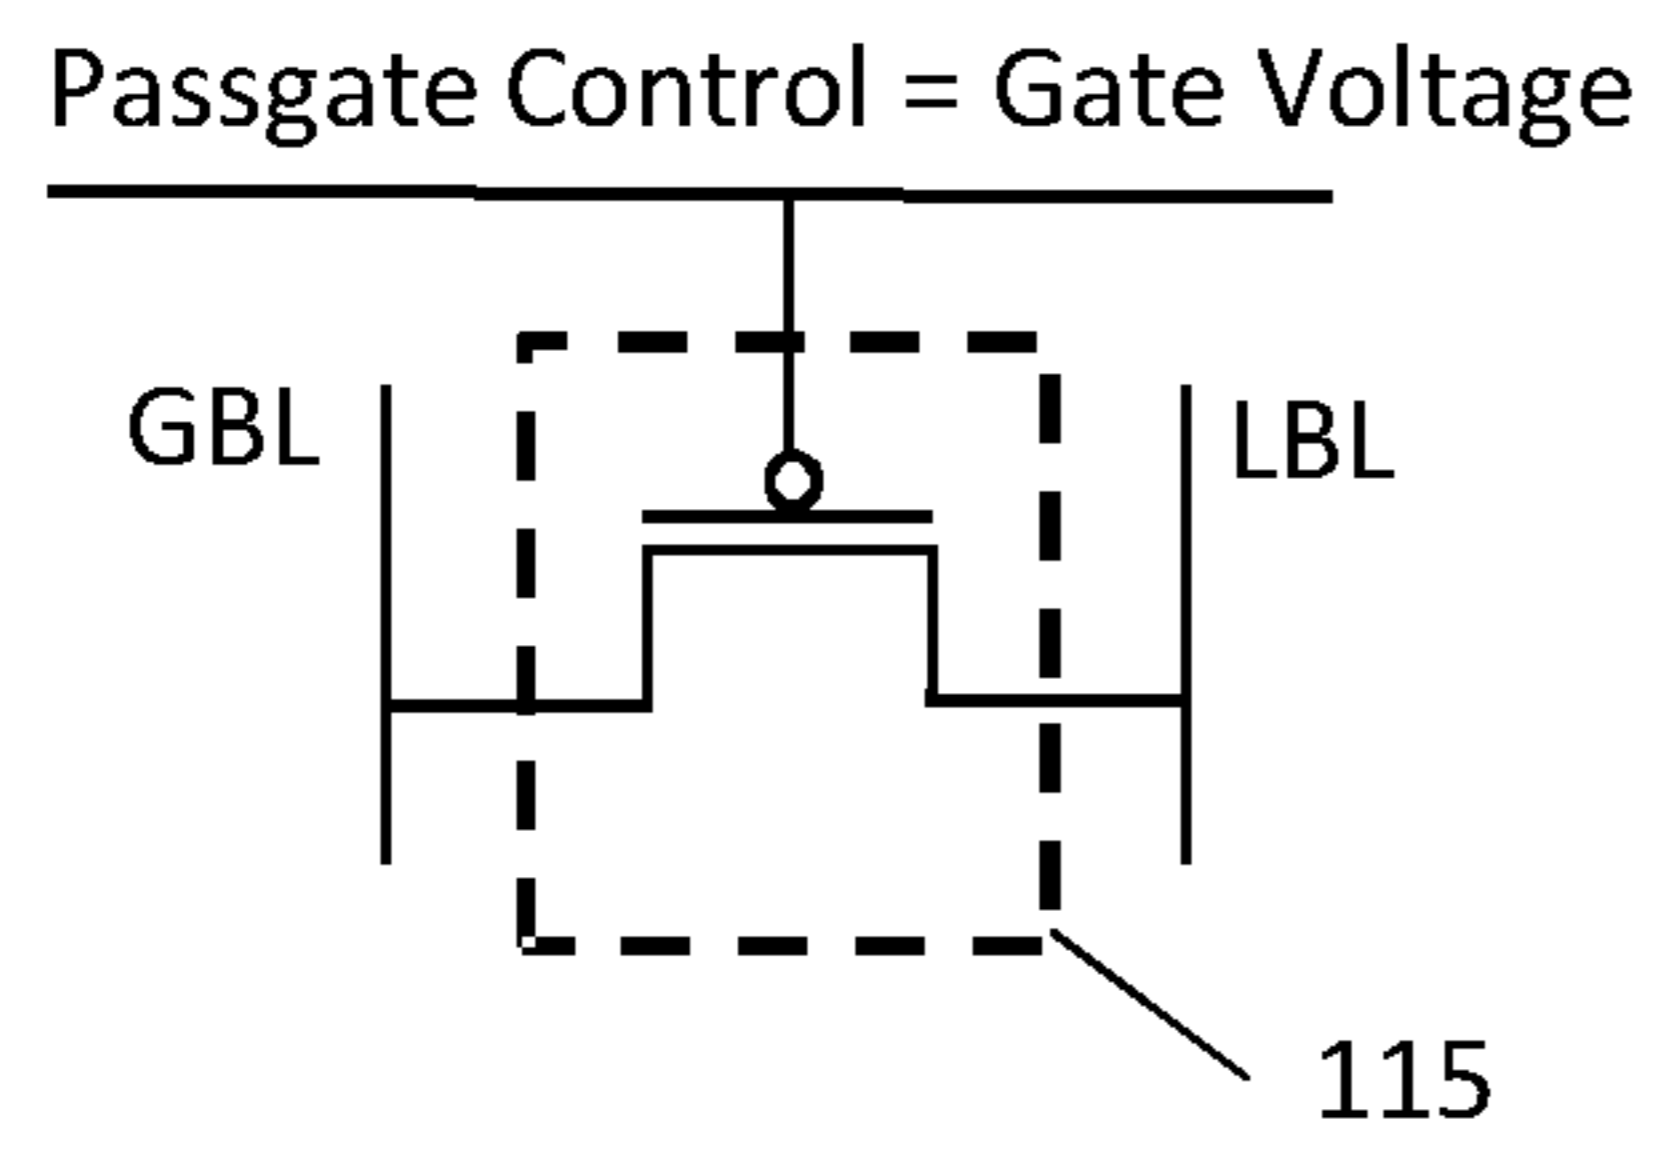 Passgate Control = Gate Voltage
GBL
LBL
115